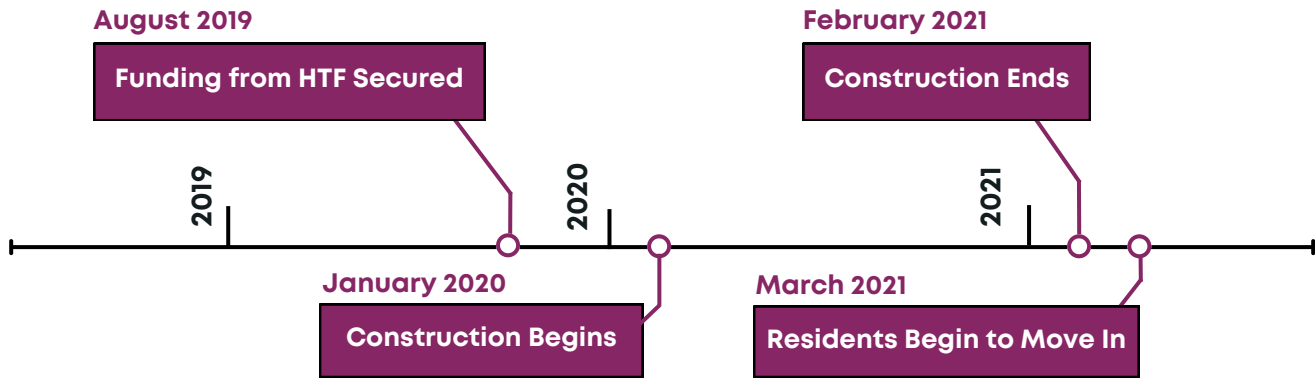 August 2019
Funding from HTF Secured
February 2021
Construction Ends
2019
2020
2021
January 2020
Construction Begins
March 2021
Residents Begin to Move In